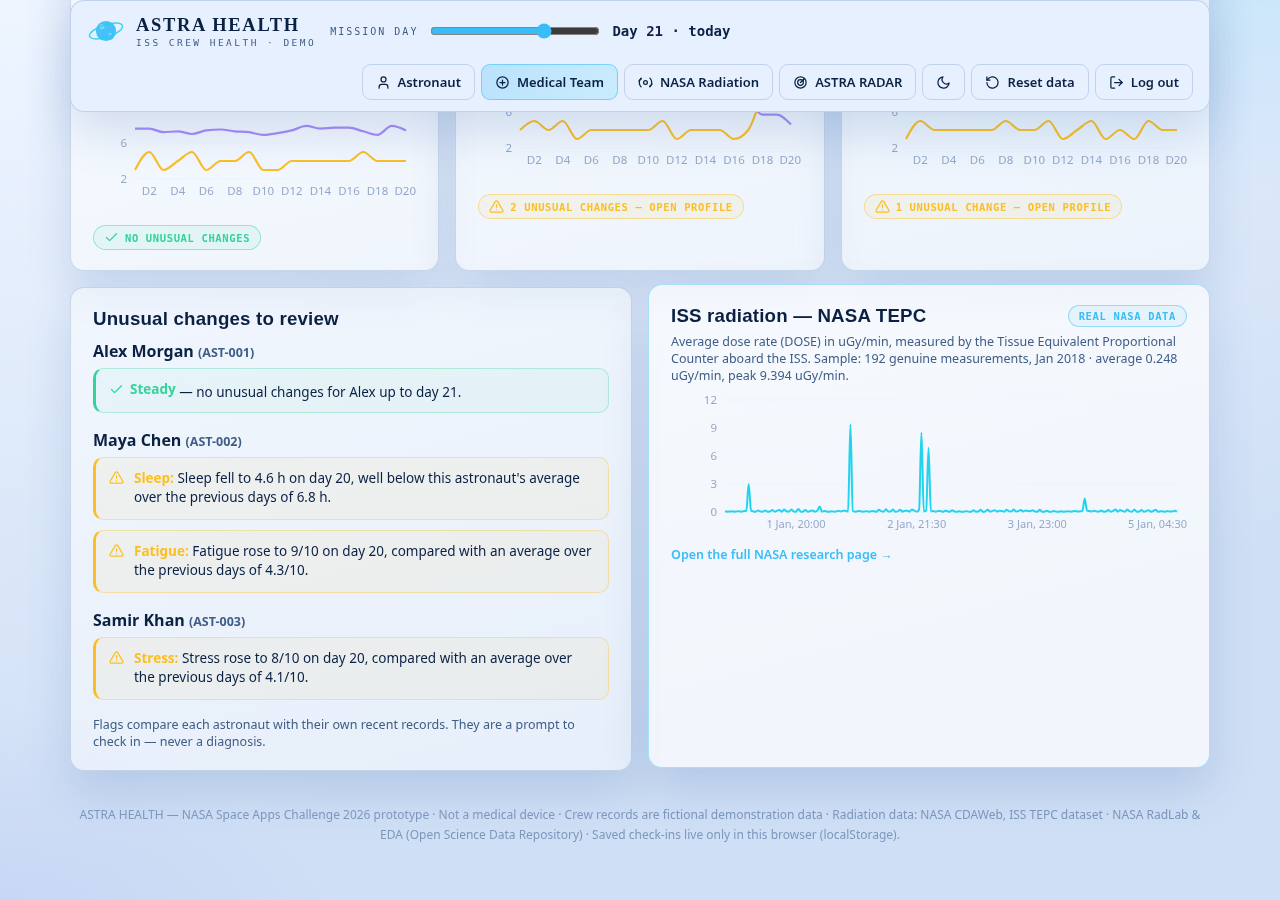 ASTRA HEALTH
ISS CREW HEALTH · DEMO
MISSION DAY
Day 21 · today
Astronaut
Medical Team
NASA Radiation
ASTRA RADAR
Reset data
Log out
6
2
D2 D4 D6 D8 D10 D12 D14 D16 D18 D20
NO UNUSUAL CHANGES
6
2
D2 D4 D6 D8 D10 D12 D14 D16 D18 D20
2 UNUSUAL CHANGES — OPEN PROFILE
6
2
D2 D4 D6 D8 D10 D12 D14 D16 D18 D20
1 UNUSUAL CHANGE — OPEN PROFILE
Unusual changes to review
Alex Morgan (AST-001)
Steady — no unusual changes for Alex up to day 21.
Maya Chen (AST-002)
Sleep: Sleep fell to 4.6 h on day 20, well below this astronaut's average
over the previous days of 6.8 h.
Fatigue: Fatigue rose to 9/10 on day 20, compared with an average over
the previous days of 4.3/10.
Samir Khan (AST-003)
Stress: Stress rose to 8/10 on day 20, compared with an average over
the previous days of 4.1/10.
Flags compare each astronaut with their own recent records. They are a prompt to
check in — never a diagnosis.
ISS radiation — NASA TEPC
REAL NASA DATA
Average dose rate (DOSE) in uGy/min, measured by the Tissue Equivalent Proportional
Counter aboard the ISS. Sample: 192 genuine measurements, Jan 2018 · average 0.248
uGy/min, peak 9.394 uGy/min.
12
9
6
3
0
1 Jan, 20:00 2 Jan, 21:30 3 Jan, 23:00 5 Jan, 04:30
Open the full NASA research page →
ASTRA HEALTH — NASA Space Apps Challenge 2026 prototype · Not a medical device · Crew records are fictional demonstration data · Radiation data: NASA CDAWeb, ISS TEPC dataset · NASA RadLab &
EDA (Open Science Data Repository) · Saved check-ins live only in this browser (localStorage).